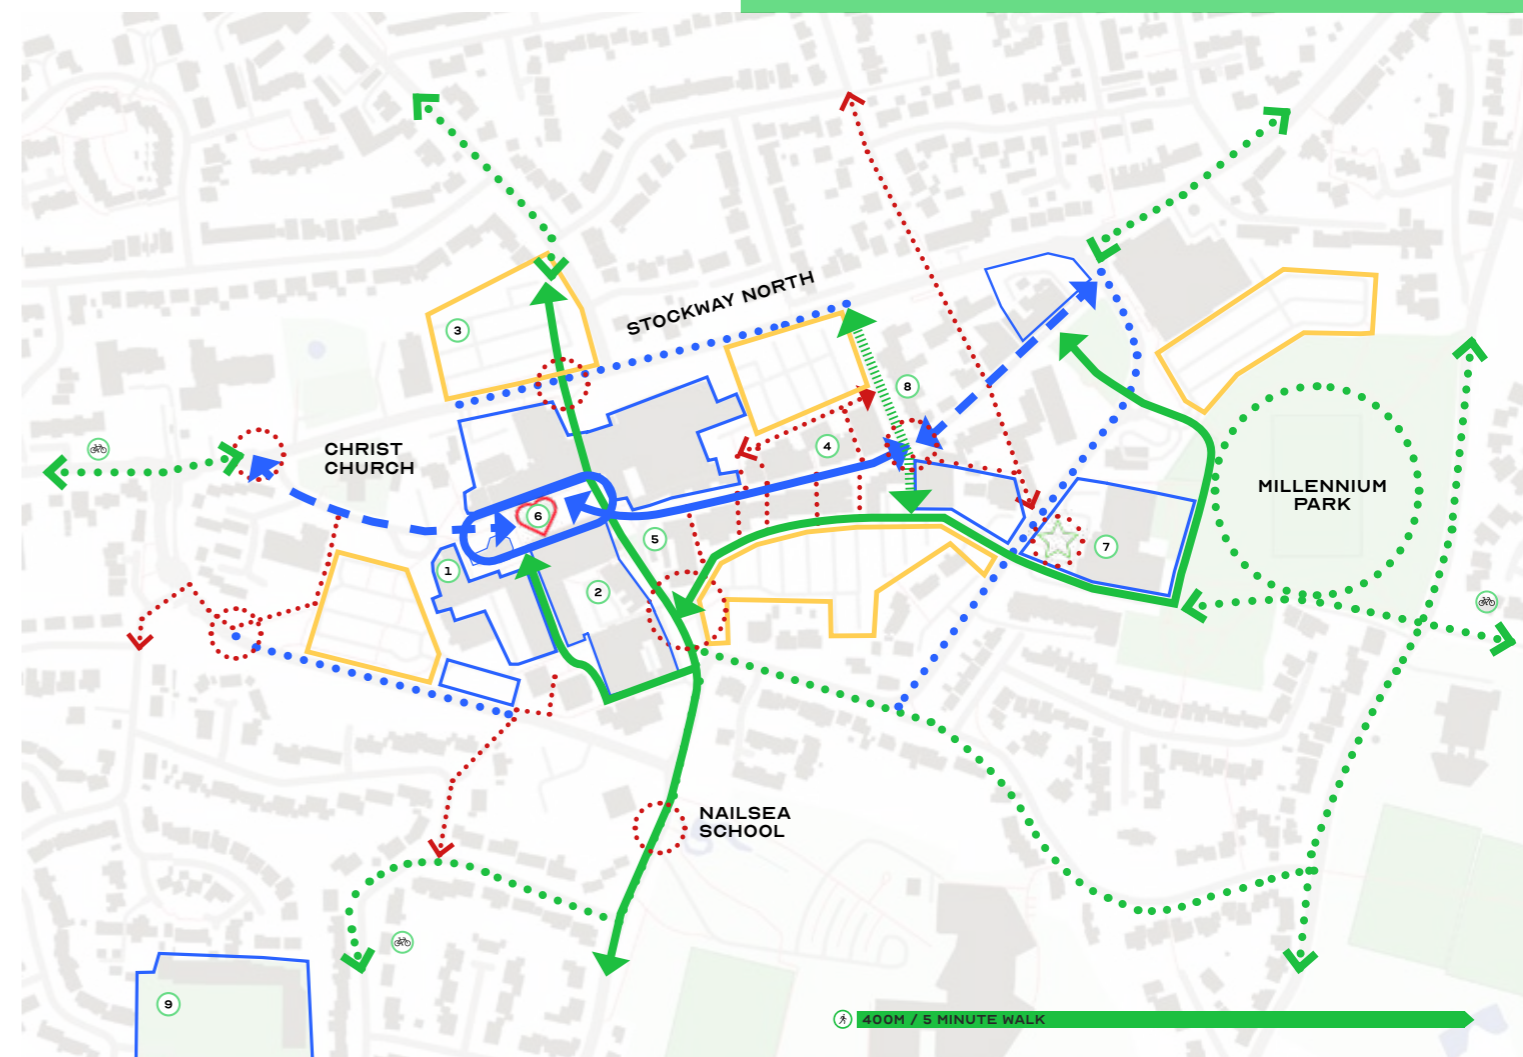 STOCKWAY NORTH
3
8
CHRIST
CHURCH
4
MILLENNIUM
PARK
6
5
7
1
2
NAILSEA
SCHOOL
9
400M / 5 MINUTE WALK